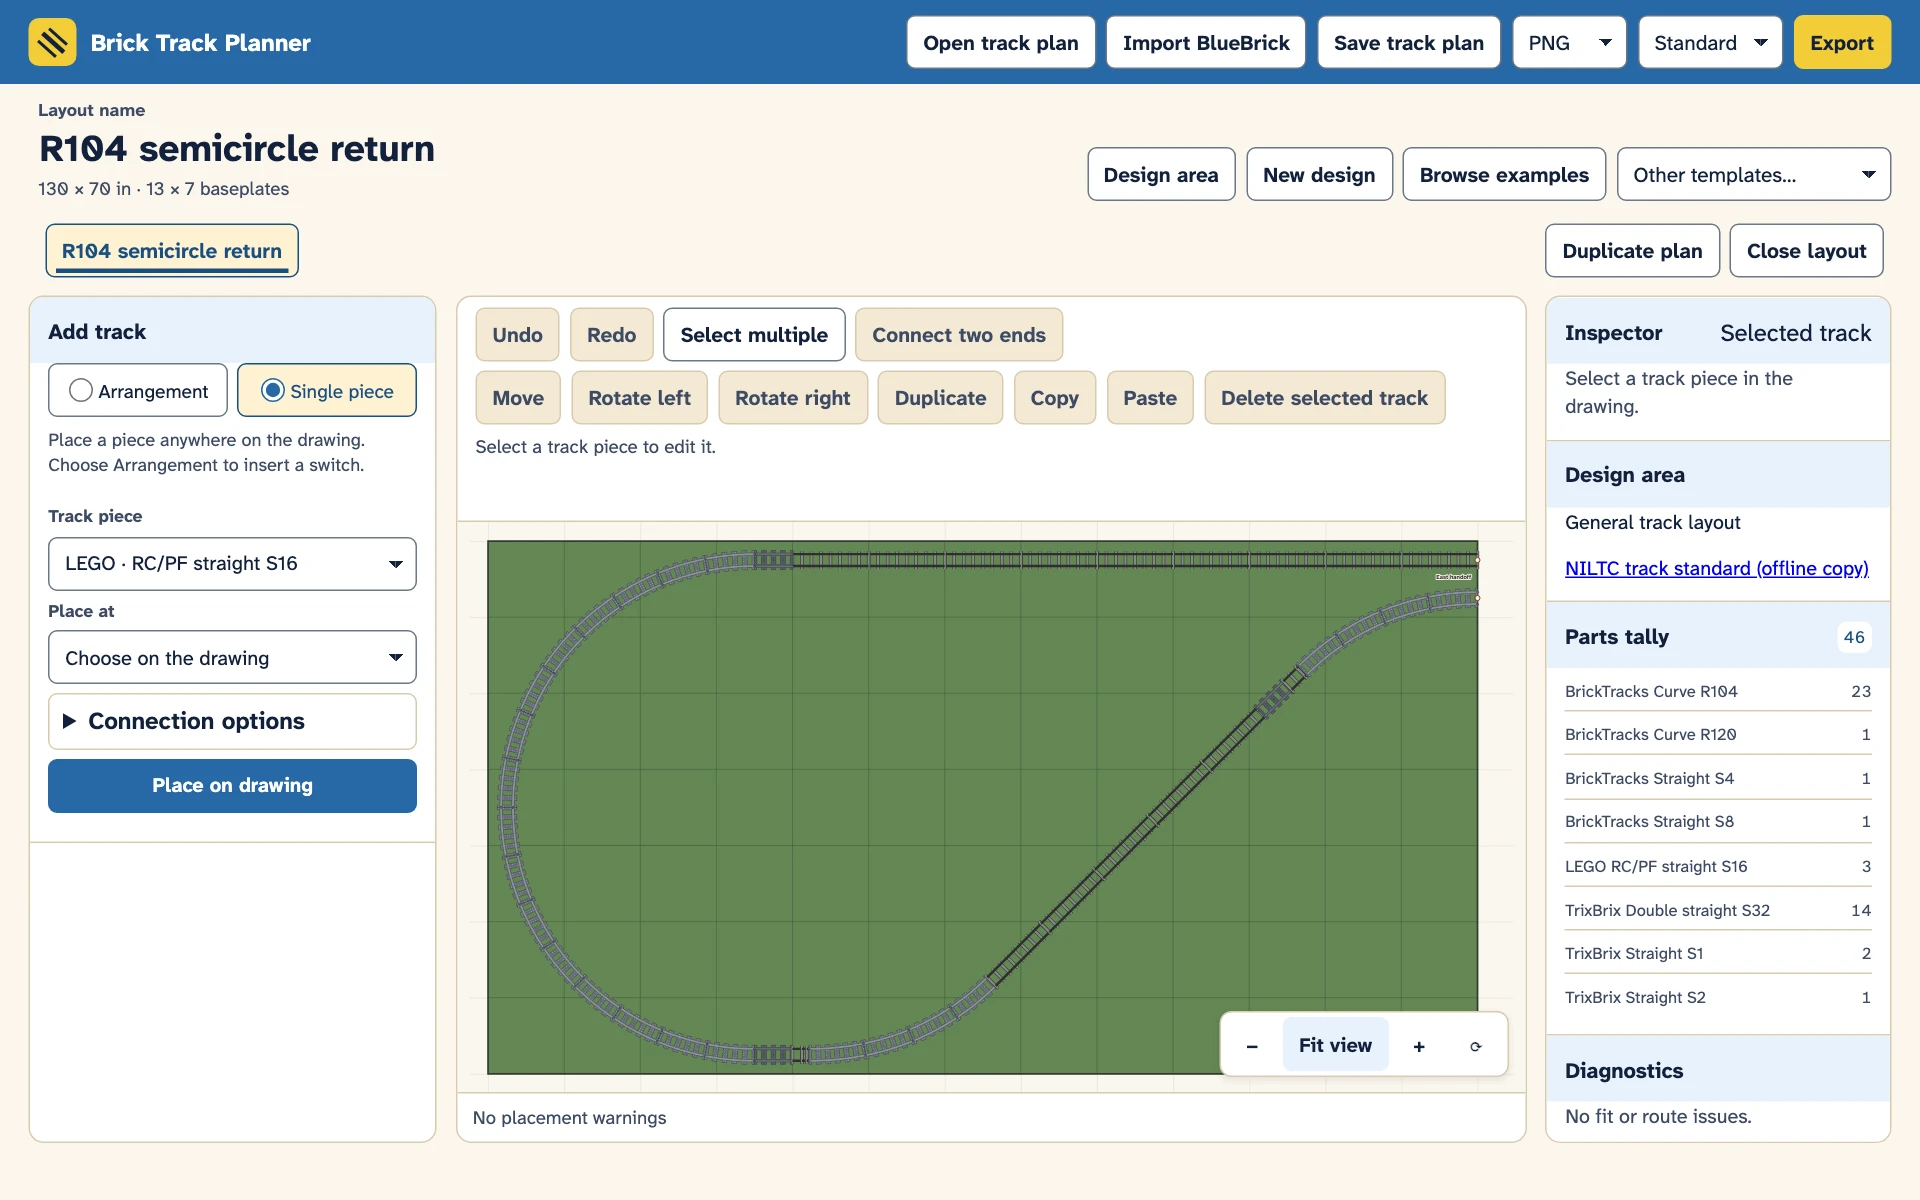 Brick Track Planner
Open track plan
Import BlueBrick
Save track plan
PNG
Standard
Export
Layout name
R104 semicircle return
130 × 70 in · 13 × 7 baseplates
Design area
New design
Browse examples
Other templates...
R104 semicircle return
Duplicate plan
Close layout
Add track
Arrangement
Single piece
Place a piece anywhere on the drawing.
Choose Arrangement to insert a switch.
Track piece
LEGO · RC/PF straight S16
Place at
Choose on the drawing
Connection options
Place on drawing
Undo
Redo
Select multiple
Connect two ends
Move
Rotate left
Rotate right
Duplicate
Copy
Paste
Delete selected track
Select a track piece to edit it.
East handoff
− Fit view + ⟳
No placement warnings
Inspector
Selected track
Select a track piece in the
drawing.
Design area
General track layout
NILTC track standard (offline copy)
Parts tally 46
BrickTracks Curve R104 23
BrickTracks Curve R120 1
BrickTracks Straight S4 1
BrickTracks Straight S8 1
LEGO RC/PF straight S16 3
TrixBrix Double straight S32 14
TrixBrix Straight S1 2
TrixBrix Straight S2 1
Diagnostics
No fit or route issues.